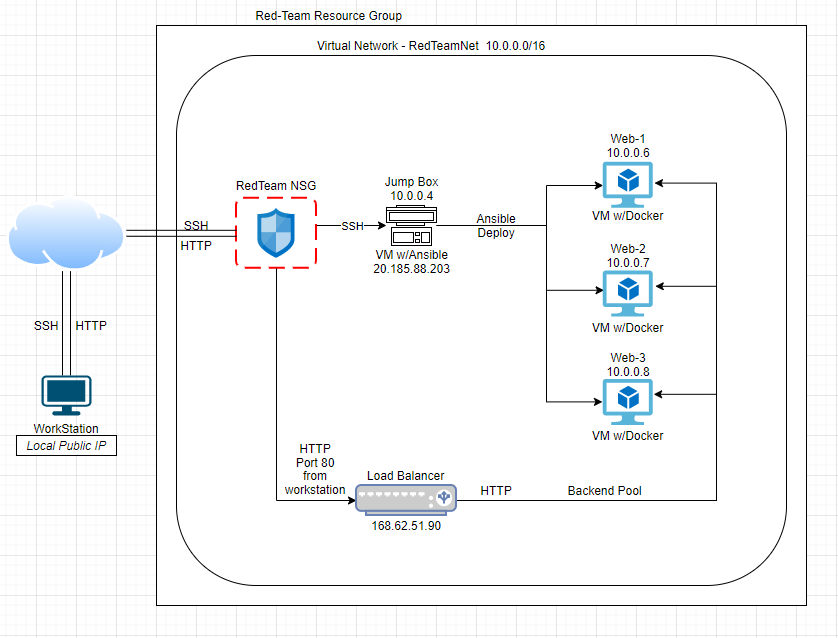 Red-Team Resource Group
Virtual Network - RedTeamNet 10.0.0.0/16
RedTeam NSG
SSH
HTTP
SSH
HTTP
WorkStation
Local Public IP
SSH
Jump Box
10.0.0.4
VM w/Ansible
20.185.88.203
Ansible
Deploy
Web-1
10.0.0.6
VM w/Docker
Web-2
10.0.0.7
VM w/Docker
Web-3
10.0.0.8
VM w/Docker
HTTP
Port 80
from
workstation
Load Balancer
168.62.51.90
HTTP
Backend Pool